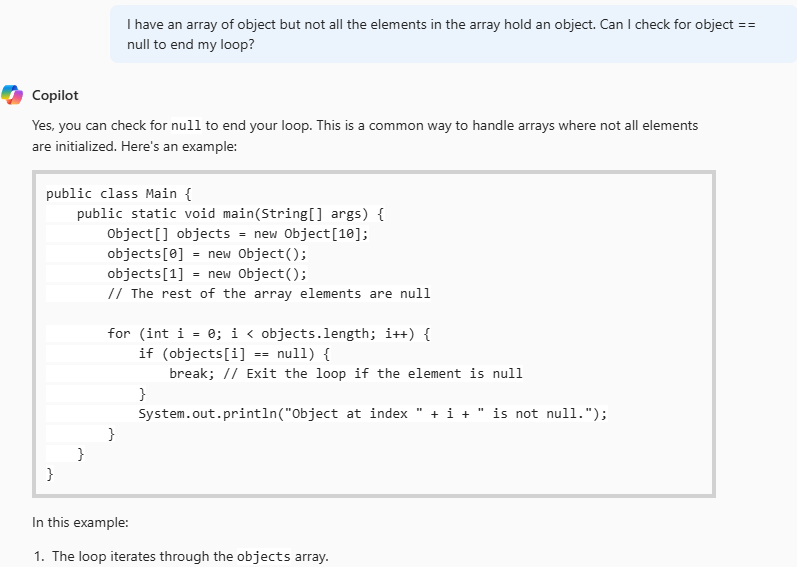 I have an array of object but not all the elements in the array hold an object. Can I check for object ==
null to end my loop?
Copilot
Yes, you can check for null to end your loop. This is a common way to handle arrays where not all elements
are initialized. Here's an example:
public class Main {
    public static void main(String[] args) {
        Object[] objects = new Object[10];
        objects[0] = new Object();
        objects[1] = new Object();
        // The rest of the array elements are null

        for (int i = 0; i < objects.length; i++) {
            if (objects[i] == null) {
                break; // Exit the loop if the element is null
            }
            System.out.println("Object at index " + i + " is not null.");
        }
    }
}
In this example:
1. The loop iterates through the objects array.